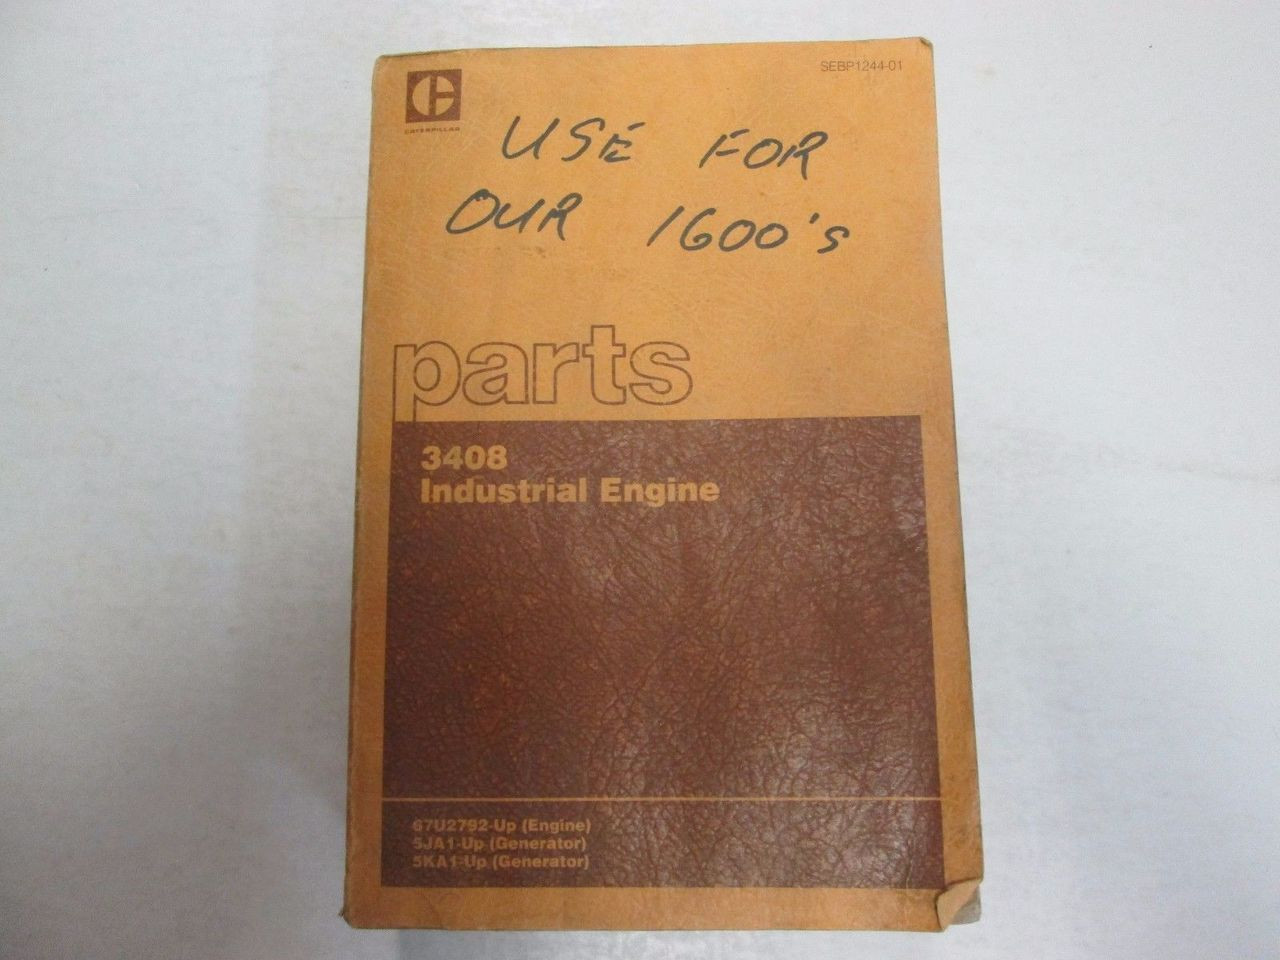 SEBP1244-01
CATERPILLAR
USE FOR
OUR 1600's
parts
3408
Industrial Engine
67U2792-Up (Engine)
5JA1-Up (Generator)
5KA1-Up (Generator)